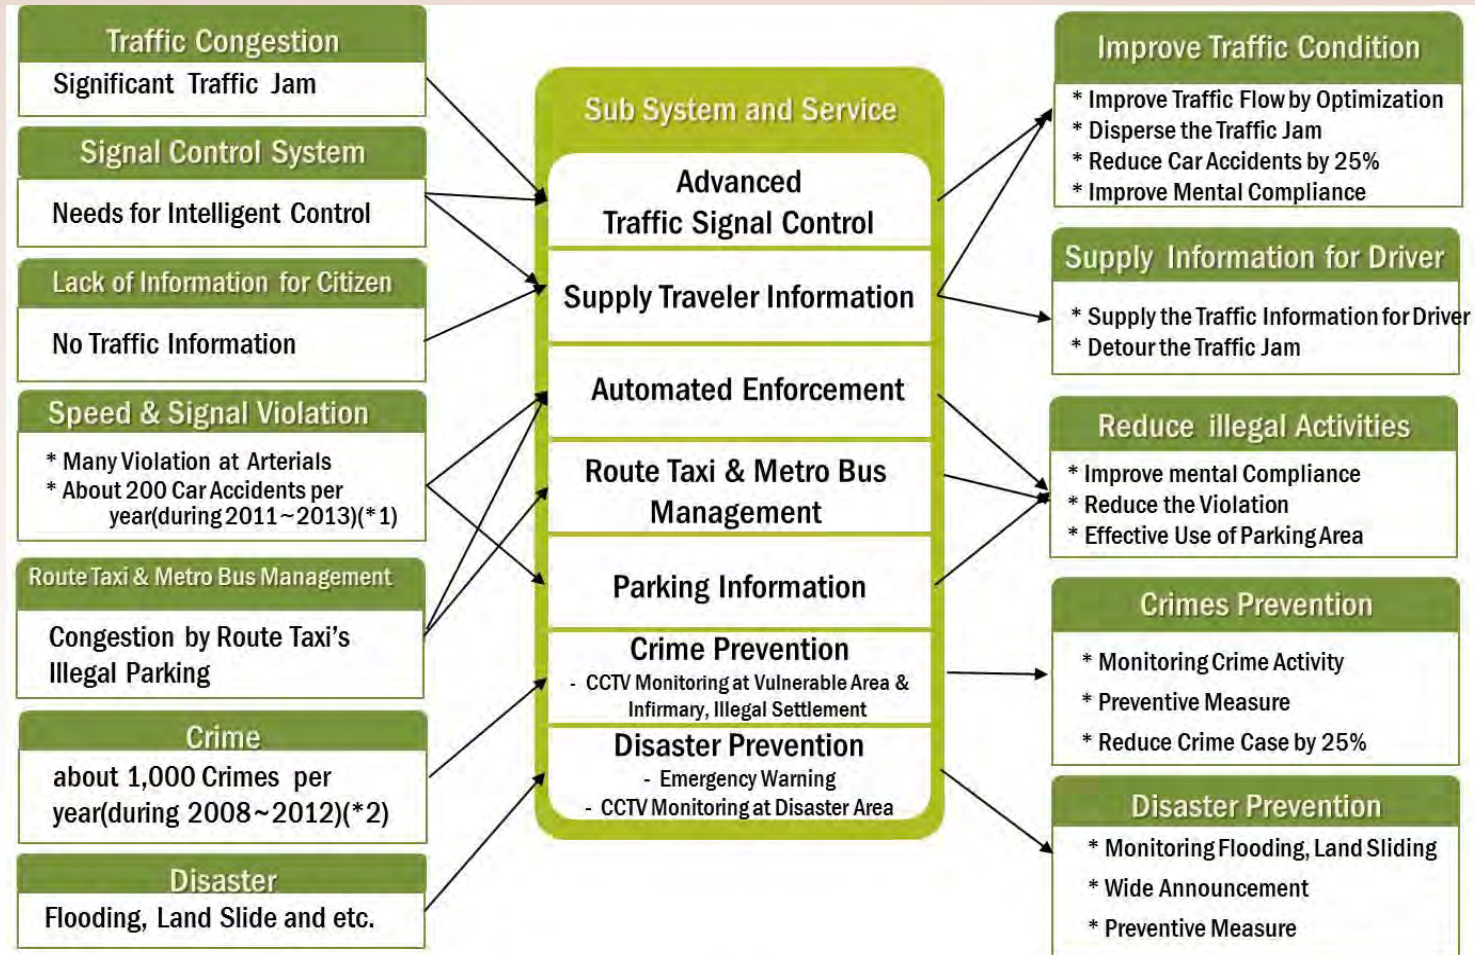 Traffic Congestion
Significant Traffic Jam
Signal Control System
Needs for Intelligent Control
Lack of Information for Citizen
No Traffic Information
Speed & Signal Violation
* Many Violation at Arterials
* About 200 Car Accidents per
year(during 2011~2013)(*1)
Route Taxi & Metro Bus Management
Congestion by Route Taxi's
Illegal Parking
Crime
about 1,000 Crimes per
year(during 2008~2012)(*2)
Disaster
Flooding, Land Slide and etc.
Sub System and Service
Advanced
Traffic Signal Control
Supply Traveler Information
Automated Enforcement
Route Taxi & Metro Bus
Management
Parking Information
Crime Prevention
- CCTV Monitoring at Vulnerable Area &
Infirmary, Illegal Settlement
Disaster Prevention
- Emergency Warning
- CCTV Monitoring at Disaster Area
Improve Traffic Condition
* Improve Traffic Flow by Optimization
* Disperse the Traffic Jam
* Reduce Car Accidents by 25%
* Improve Mental Compliance
Supply Information for Driver
* Supply the Traffic Information for Driver
* Detour the Traffic Jam
Reduce illegal Activities
* Improve mental Compliance
* Reduce the Violation
* Effective Use of Parking Area
Crimes Prevention
* Monitoring Crime Activity
* Preventive Measure
* Reduce Crime Case by 25%
Disaster Prevention
* Monitoring Flooding, Land Sliding
* Wide Announcement
* Preventive Measure